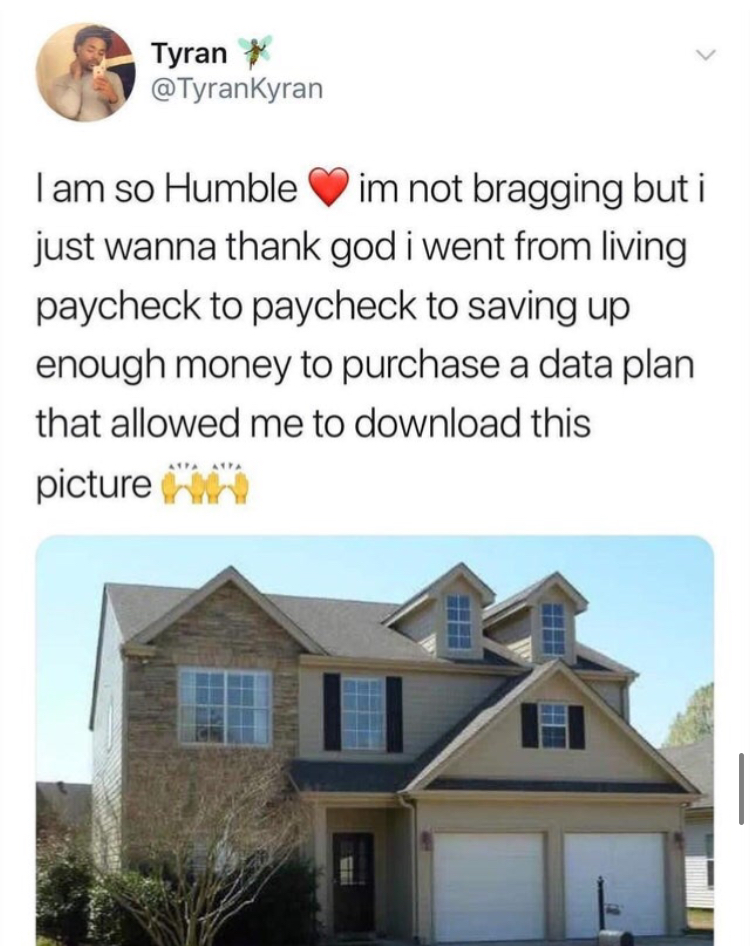 Tyran 🧚
@TyranKyran
I am so Humble ❤️ im not bragging but i
just wanna thank god i went from living
paycheck to paycheck to saving up
enough money to purchase a data plan
that allowed me to download this
picture 🙌🙌